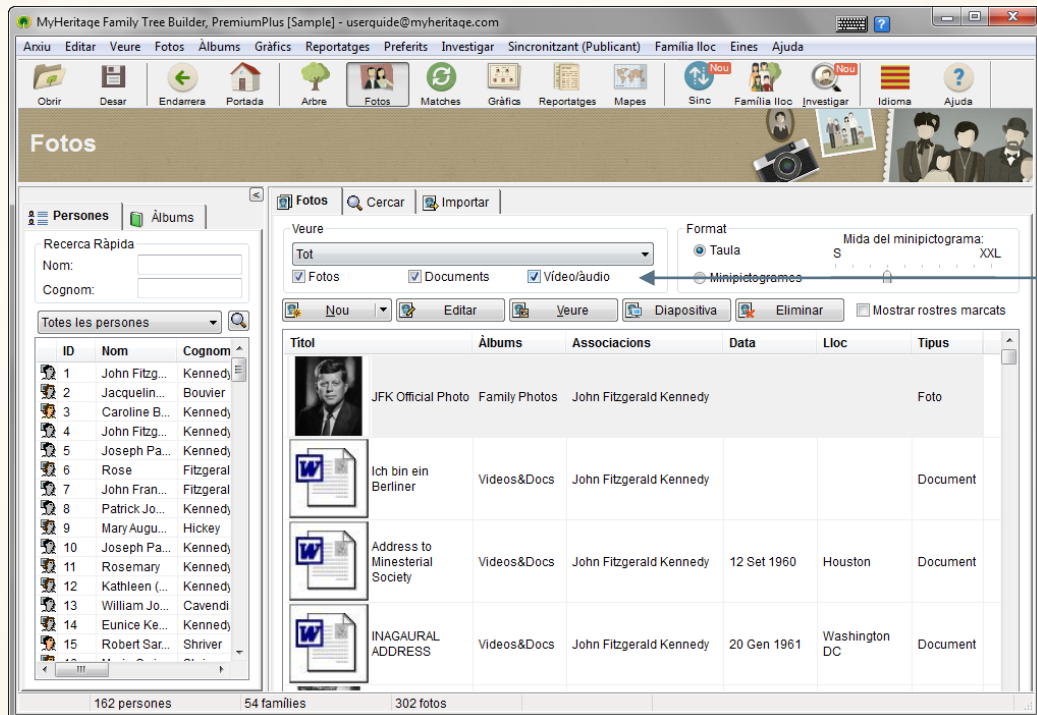 MyHeritage Family Tree Builder, PremiumPlus [Sample] - userguide@myheritage.com
Arxiu Editar Veure Fotos Àlbums Gràfics Reportatges Preferits Investigar Sincronitzant (Publicant) Família lloc Eines Ajuda
Nou Nou
Obrir Desar Endarrera Portada Arbre Fotos Matches Gràfics Reportatges Mapes Sinc Família lloc Investigar Idioma Ajuda
Fotos
Persones Àlbums
Recerca Ràpida
Nom:
Cognom:
Totes les persones
ID Nom Cognom
1 John Fitzg... Kennedy
2 Jacquelin... Bouvier
3 Caroline B... Kennedy
4 John Fitzg... Kennedy
5 Joseph Pa... Kennedy
6 Rose Fitzgeral
7 John Fran... Fitzgeral
8 Patrick Jo... Kennedy
9 Mary Augu... Hickey
10 Joseph Pa... Kennedy
11 Rosemary Kennedy
12 Kathleen (... Kennedy
13 William Jo... Cavendi
14 Eunice Ke... Kennedy
15 Robert Sar... Shriver
Fotos Cercar Importar
Veure
Tot
Fotos Documents Vídeo/àudio
Format
Taula
Minipictogrames
Mida del minipictograma:
S XXL
Nou Editar Veure Diapositiva Eliminar Mostrar rostres marcats
Títol Àlbums Associacions Data Lloc Tipus
JFK Official Photo Family Photos John Fitzgerald Kennedy Foto
Ich bin ein
Berliner Videos&Docs John Fitzgerald Kennedy Document
Address to
Minesterial Videos&Docs John Fitzgerald Kennedy 12 Set 1960 Houston Document
Society
INAGAURAL
ADDRESS Videos&Docs John Fitzgerald Kennedy 20 Gen 1961 Washington DC Document
162 persones 54 famílies 302 fotos